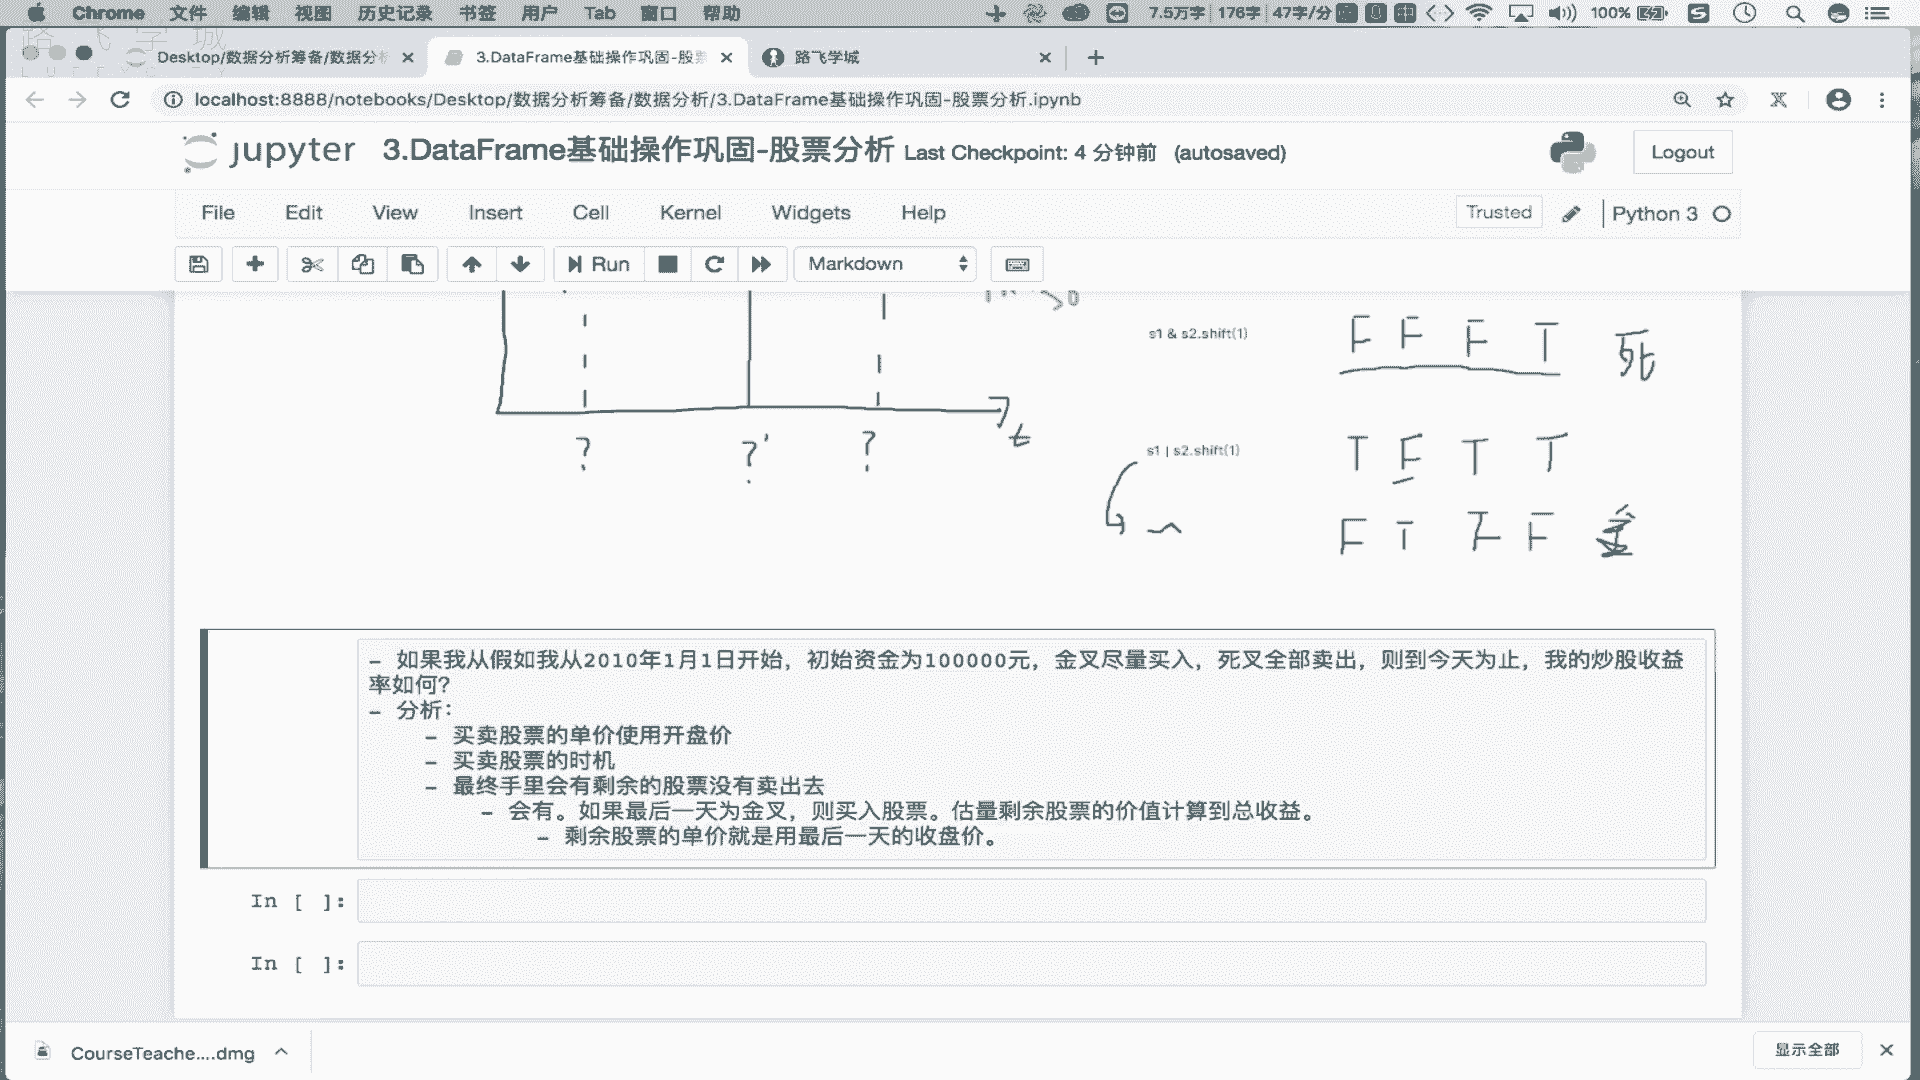 Chrome 文件 编辑 视图 历史记录 书签 用户 Tab 窗口 帮助 7.5万字 176字 47字/分 中 100%
路飞学城
Desktop/数据分析筹备/数据分析
3.DataFrame基础操作巩固-股票
路飞学城
localhost:8888/notebooks/Desktop/数据分析筹备/数据分析/3.DataFrame基础操作巩固-股票分析.ipynb
jupyter 3.DataFrame基础操作巩固-股票分析 Last Checkpoint: 4 分钟前 (autosaved)
Logout
File Edit View Insert Cell Kernel Widgets Help
Trusted Python 3
Run Markdown
s1 & s2.shift(1) F F F T 死
t
? ? ?
s1 | s2.shift(1) T F T T
~ F T F F 金
- 如果我从假如我从2010年1月1日开始，初始资金为100000元，金叉尽量买入，死叉全部卖出，则到今天为止，我的炒股收益
率如何？
- 分析：
- 买卖股票的单价使用开盘价
- 买卖股票的时机
- 最终手里会有剩余的股票没有卖出去
- 会有。如果最后一天为金叉，则买入股票。估量剩余股票的价值计算到总收益。
- 剩余股票的单价就是用最后一天的收盘价。
In [ ]:
In [ ]:
CourseTeache....dmg
显示全部